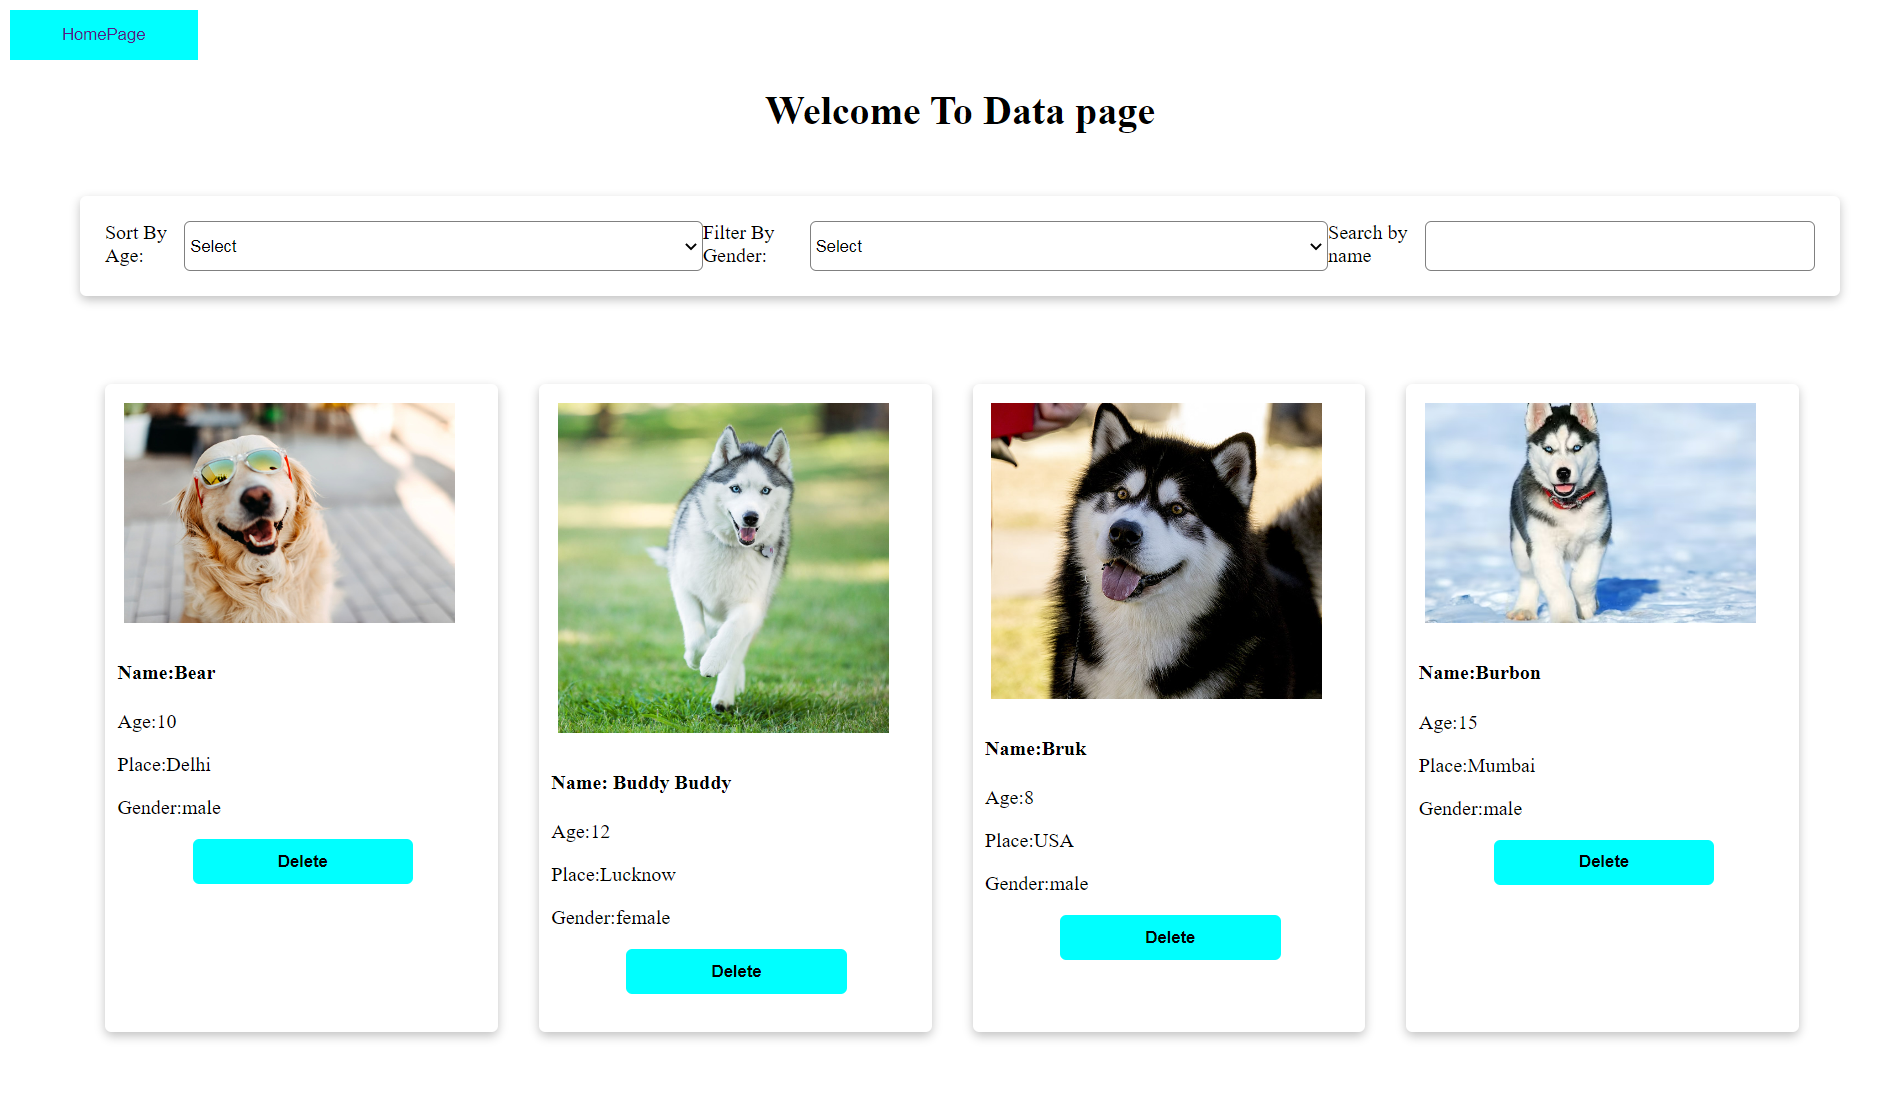 HomePage
Welcome To Data page
Sort By
Age:
Select
Filter By
Gender:
Select
Search by
name
Name:Bear
Age:10
Place:Delhi
Gender:male
Delete
Name: Buddy Buddy
Age:12
Place:Lucknow
Gender:female
Delete
Name:Bruk
Age:8
Place:USA
Gender:male
Delete
Name:Burbon
Age:15
Place:Mumbai
Gender:male
Delete